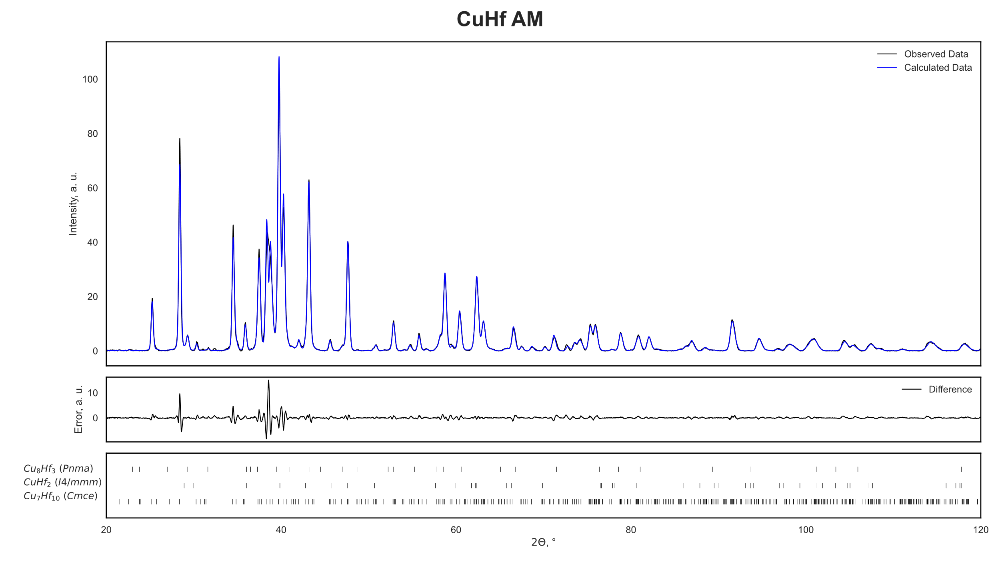 CuHf AM
Observed Data
Calculated Data
100
80
60
40
20
0
Intensity, a. u.
Difference
10
0
Error, a. u.
Cu₈Hf₃ (Pnma)
CuHf₂ (I4/mmm)
Cu₇Hf₁₀ (Cmce)
20 40 60 80 100 120
2Θ, °